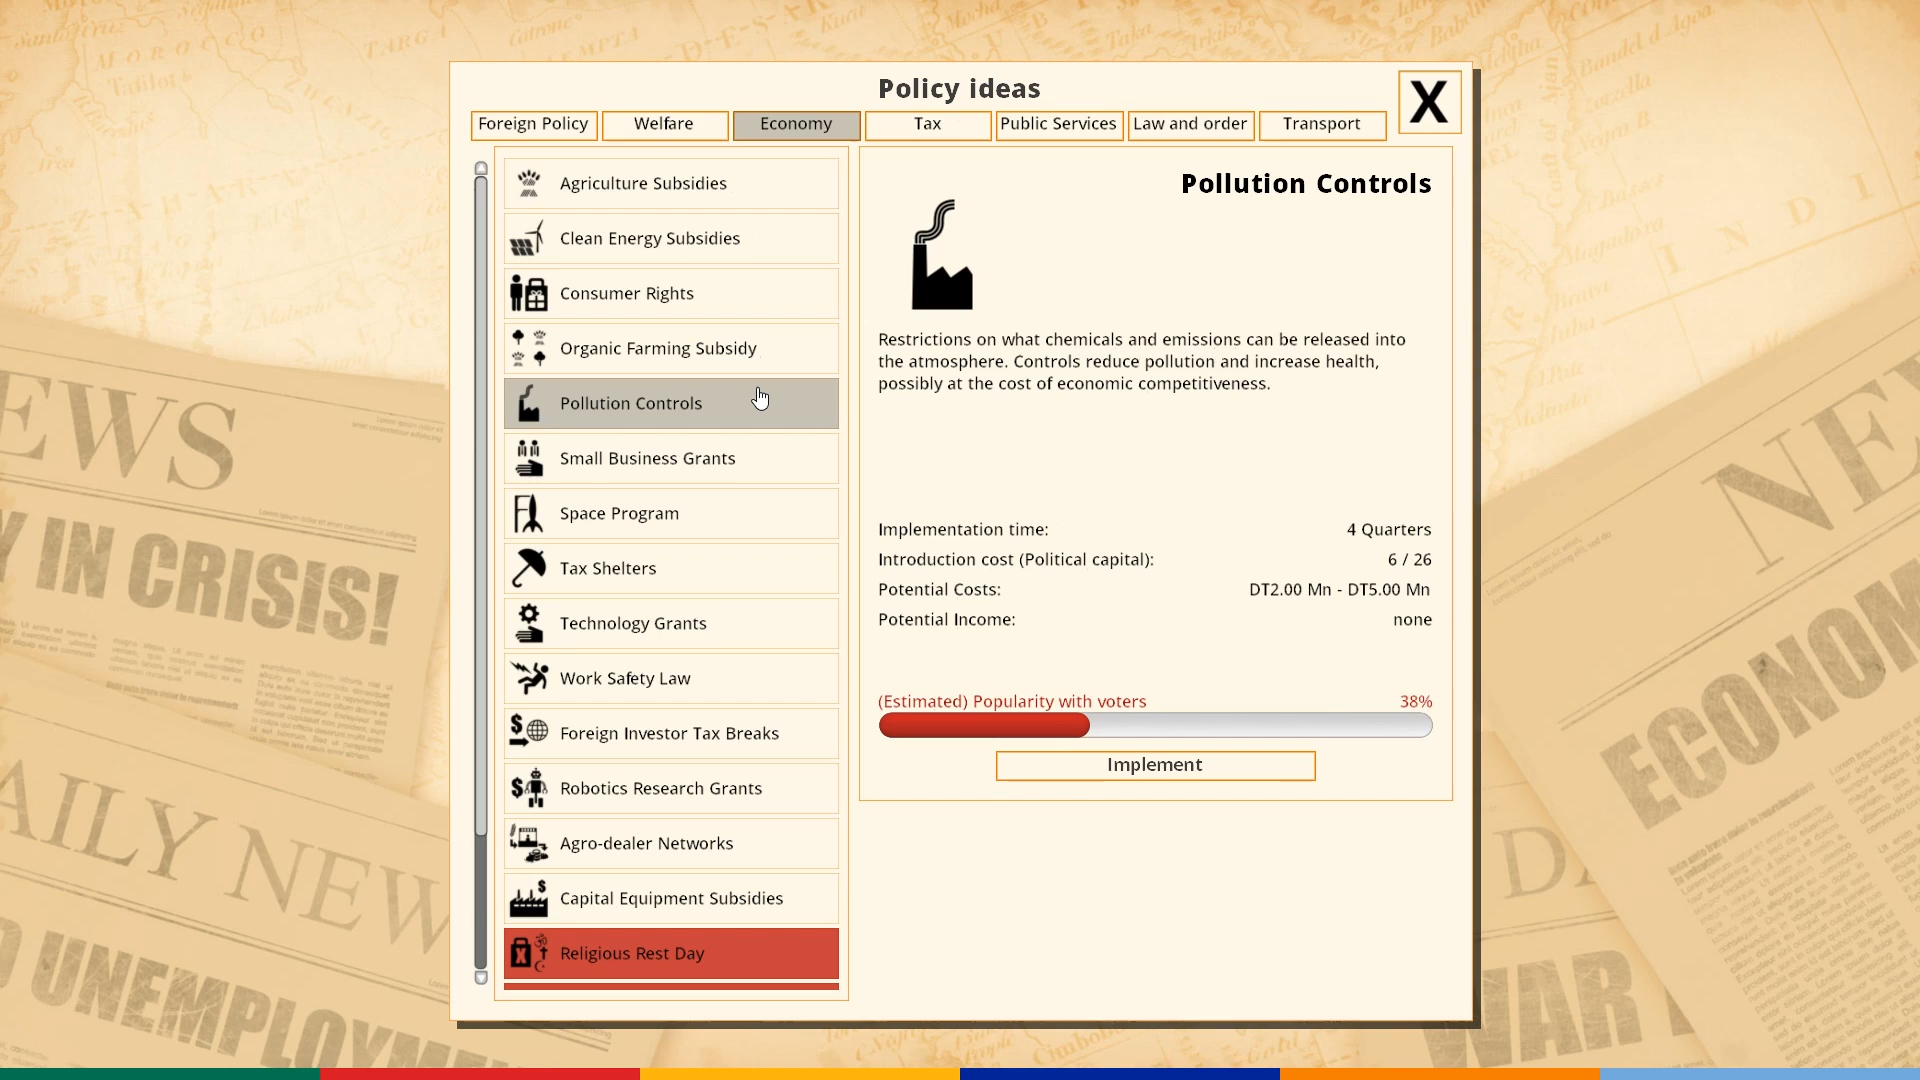 Policy ideas
X
Foreign Policy
Welfare
Economy
Tax
Public Services
Law and order
Transport
Agriculture Subsidies
Clean Energy Subsidies
Consumer Rights
Organic Farming Subsidy
Pollution Controls
Small Business Grants
Space Program
Tax Shelters
Technology Grants
Work Safety Law
Foreign Investor Tax Breaks
Robotics Research Grants
Agro-dealer Networks
Capital Equipment Subsidies
Religious Rest Day
Pollution Controls
Restrictions on what chemicals and emissions can be released into
the atmosphere. Controls reduce pollution and increase health,
possibly at the cost of economic competitiveness.
Implementation time: 4 Quarters
Introduction cost (Political capital): 6 / 26
Potential Costs: DT2.00 Mn - DT5.00 Mn
Potential Income: none
(Estimated) Popularity with voters 38%
Implement
EWS
Y IN CRISIS!
AILY NEW
UNEMPLOYM
NE
ECONOM
WAR